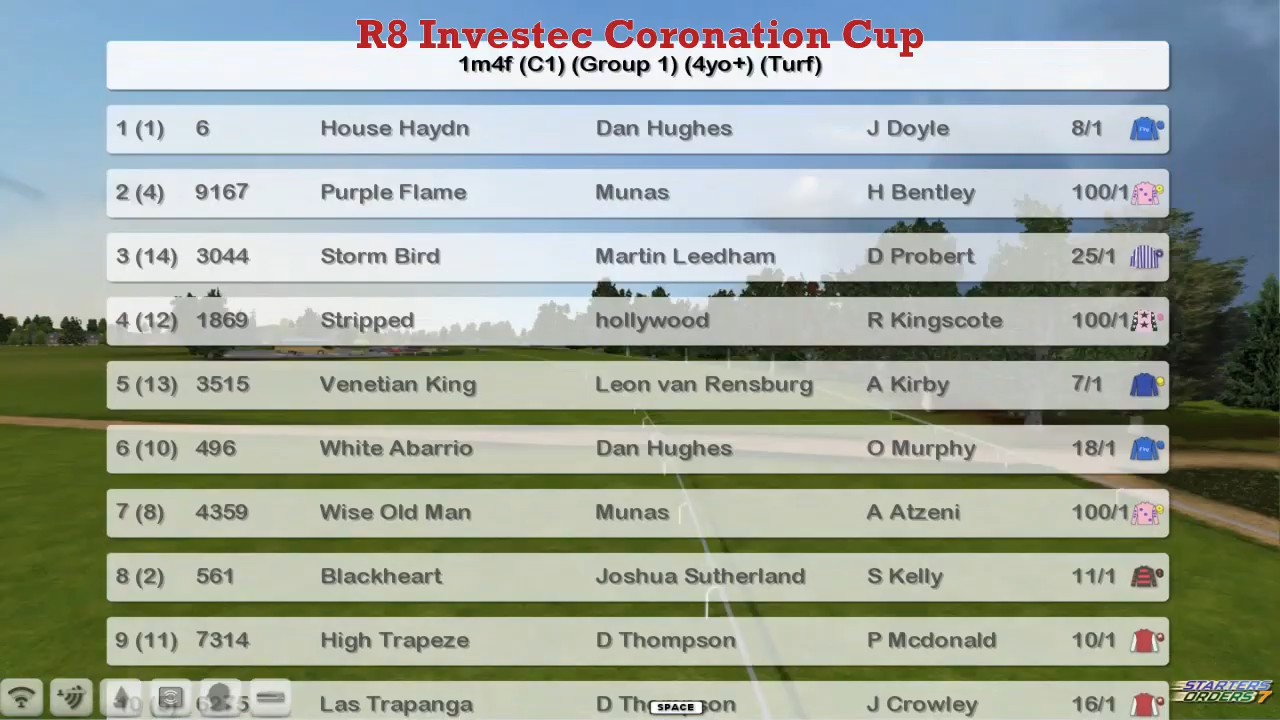 R8 Investec Coronation Cup
1m4f (C1) (Group 1) (4yo+) (Turf)
1 (1) 6 House Haydn Dan Hughes J Doyle 8/1
2 (4) 9167 Purple Flame Munas H Bentley 100/1
3 (14) 3044 Storm Bird Martin Leedham D Probert 25/1
4 (12) 1869 Stripped hollywood R Kingscote 100/1
5 (13) 3515 Venetian King Leon van Rensburg A Kirby 7/1
6 (10) 496 White Abarrio Dan Hughes O Murphy 18/1
7 (8) 4359 Wise Old Man Munas A Atzeni 100/1
8 (2) 561 Blackheart Joshua Sutherland S Kelly 11/1
9 (11) 7314 High Trapeze D Thompson P Mcdonald 10/1
Las Trapanga D J Crowley 16/1
SPACE
STARTERS ORDERS 7